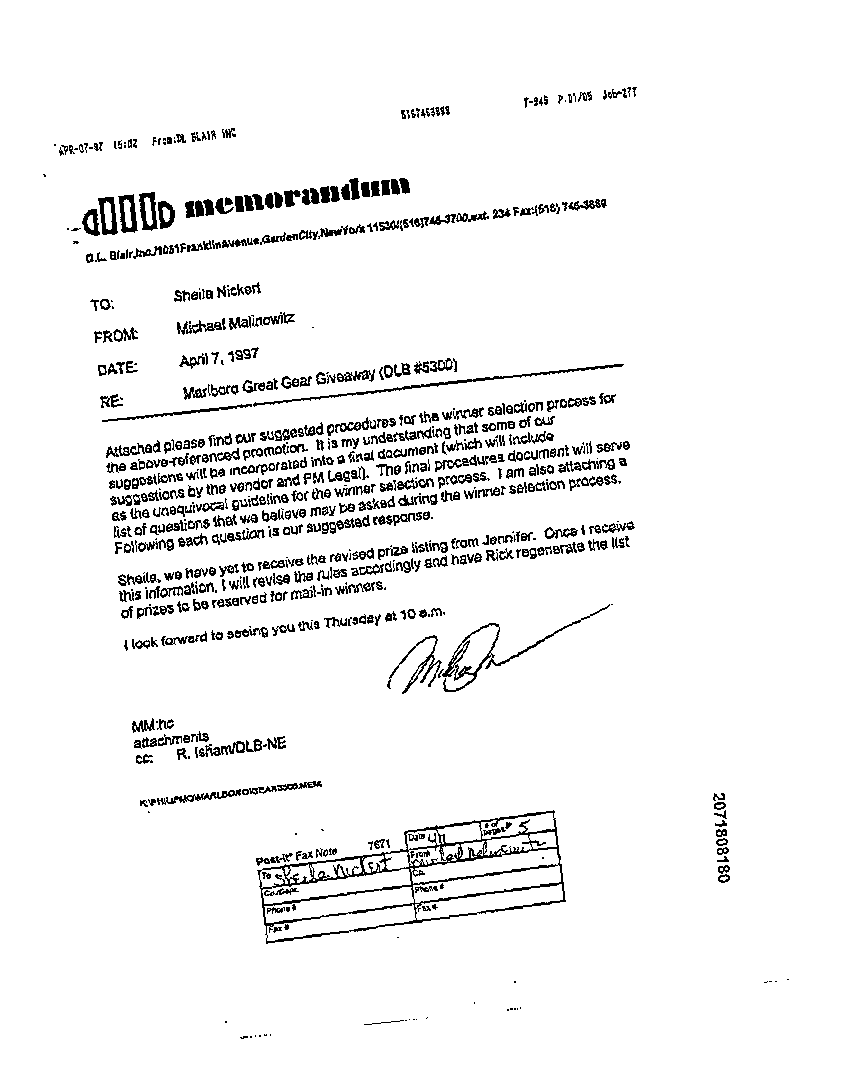 APR-07-97 15:02 From:DL BLAIR INC 5167463889 T-945 P.01/05 Job-277
memorandum
D.L. Blair,Inc./1051FranklinAvenue,GardenCity,NewYork 11530/(516)746-3700,ext. 234 Fax:(516) 746-3889
TO: Sheila Nickert
FROM: Michael Malinowitz
DATE: April 7, 1997
RE: Marlboro Great Gear Giveaway (DLB #5300)
Attached please find our suggested procedures for the winner selection process for
the above-referenced promotion. It is my understanding that some of our
suggestions will be incorporated into a final document (which will include
suggestions by the vendor and PM Legal). The final procedures document will serve
as the unequivocal guideline for the winner selection process. I am also attaching a
list of questions that we believe may be asked during the winner selection process.
Following each question is our suggested response.
Sheila, we have yet to receive the revised prize listing from Jennifer. Once I receive
this information, I will revise the rules accordingly and have Rick regenerate the list
of prizes to be reserved for mail-in winners.
I look forward to seeing you this Thursday at 10 a.m.
MM:hc
attachments
cc: R. Isham/DLB-NE
Post-it® Fax Note 7671 Date 4/7 # of pages 5
To Sheila Nickert From Michael Malinowitz
Co./Dept. Co.
Phone # Phone #
Fax # Fax #
2071808180